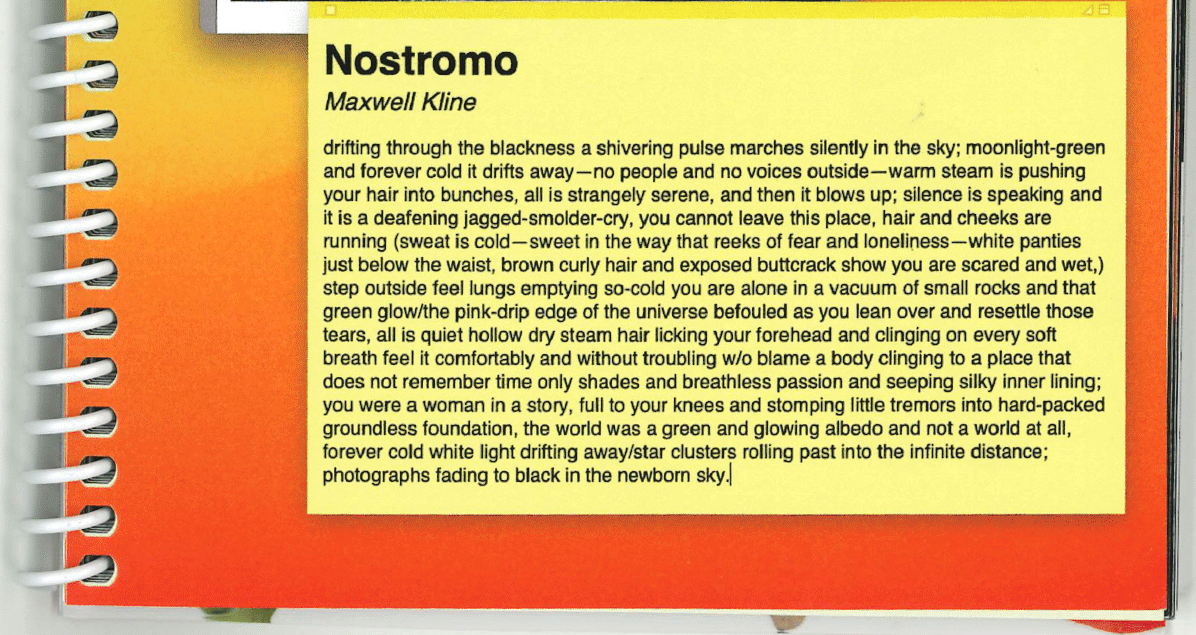 Nostromo
Maxwell Kline
drifting through the blackness a shivering pulse marches silently in the sky; moonlight-green
and forever cold it drifts away—no people and no voices outside—warm steam is pushing
your hair into bunches, all is strangely serene, and then it blows up; silence is speaking and
it is a deafening jagged-smolder-cry, you cannot leave this place, hair and cheeks are
running (sweat is cold—sweet in the way that reeks of fear and loneliness—white panties
just below the waist, brown curly hair and exposed buttcrack show you are scared and wet,)
step outside feel lungs emptying so-cold you are alone in a vacuum of small rocks and that
green glow/the pink-drip edge of the universe befouled as you lean over and resettle those
tears, all is quiet hollow dry steam hair licking your forehead and clinging on every soft
breath feel it comfortably and without troubling w/o blame a body clinging to a place that
does not remember time only shades and breathless passion and seeping silky inner lining;
you were a woman in a story, full to your knees and stomping little tremors into hard-packed
groundless foundation, the world was a green and glowing albedo and not a world at all,
forever cold white light drifting away/star clusters rolling past into the infinite distance;
photographs fading to black in the newborn sky.